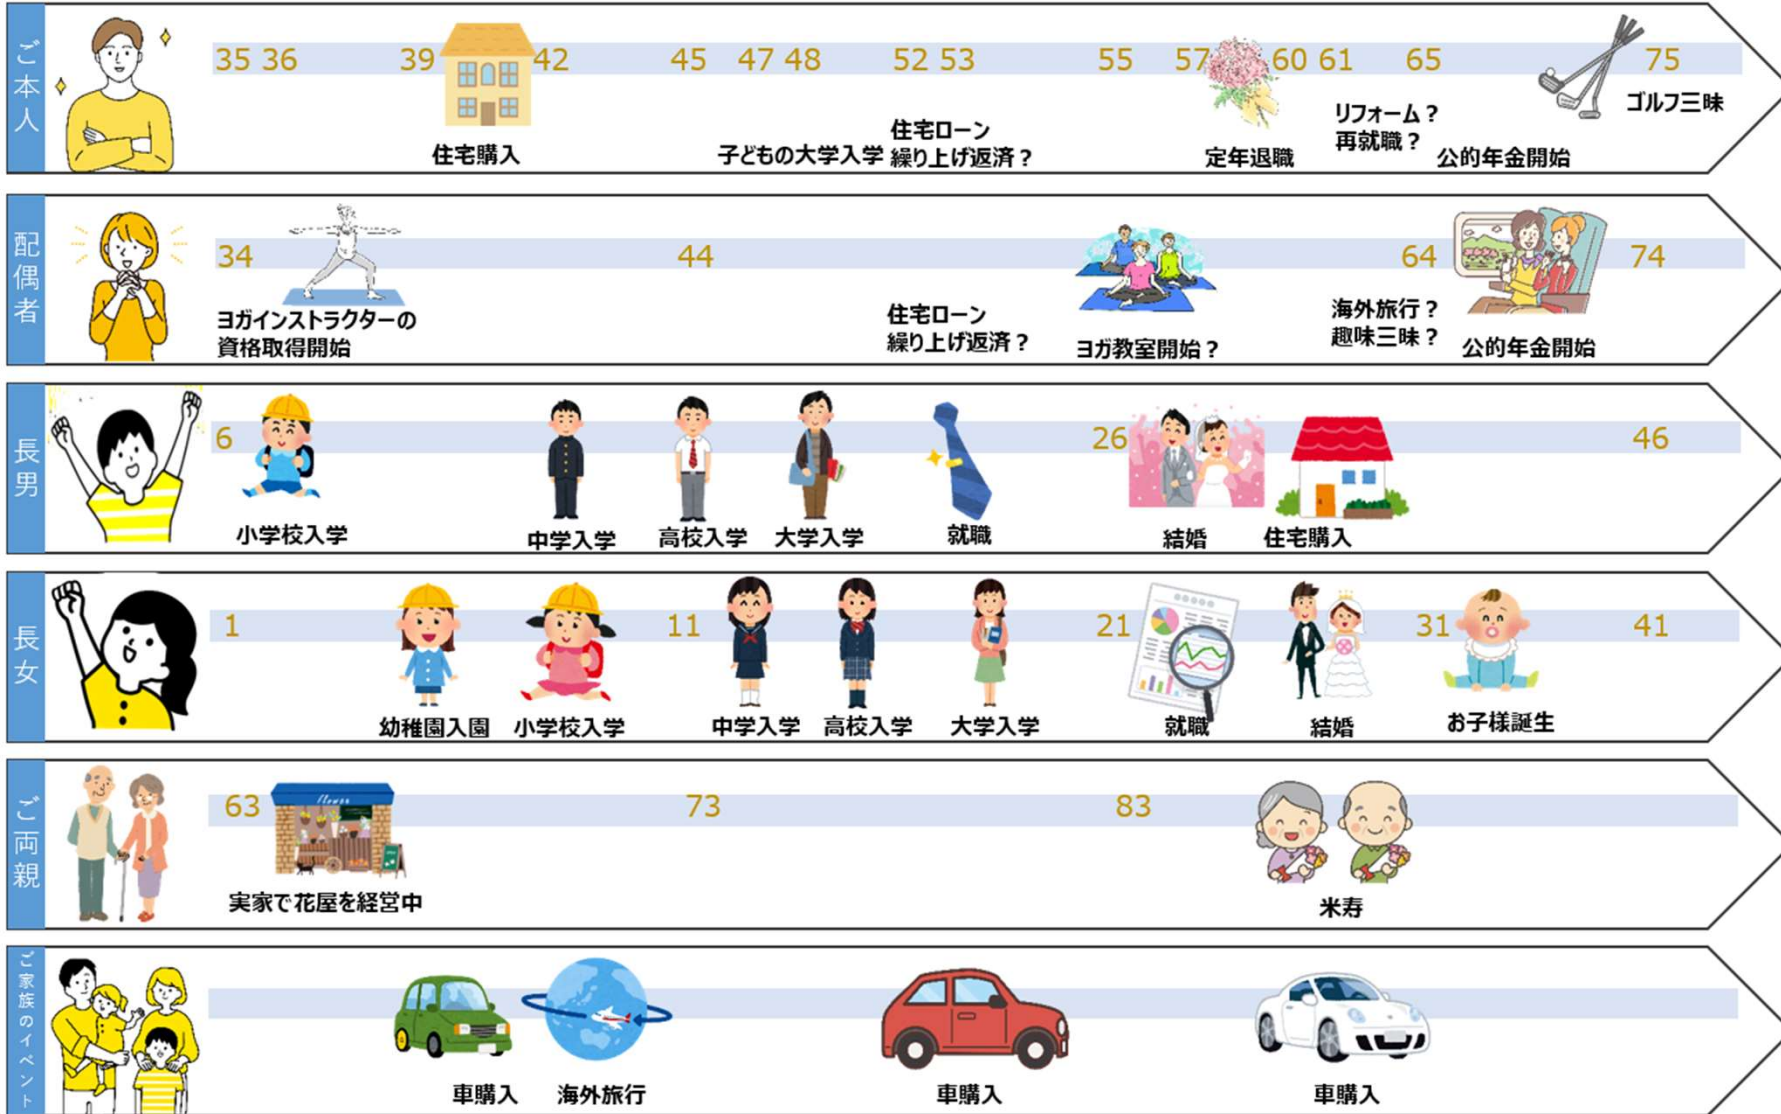 ご本人
35 36 39 42 45 47 48 52 53 55 57 60 61 65 75
住宅購入
子どもの大学入学
住宅ローン
繰り上げ返済？
定年退職
リフォーム？
再就職？
公的年金開始
ゴルフ三昧
配偶者
34 44 64 74
ヨガインストラクターの
資格取得開始
住宅ローン
繰り上げ返済？
ヨガ教室開始？
海外旅行？
趣味三昧？
公的年金開始
長男
6 26 46
小学校入学
中学入学
高校入学
大学入学
就職
結婚
住宅購入
長女
1 11 21 31 41
幼稚園入園
小学校入学
中学入学
高校入学
大学入学
就職
結婚
お子様誕生
ご両親
63 73 83
flower
実家で花屋を経営中
米寿
ご家族のイベント
車購入
海外旅行
車購入
車購入